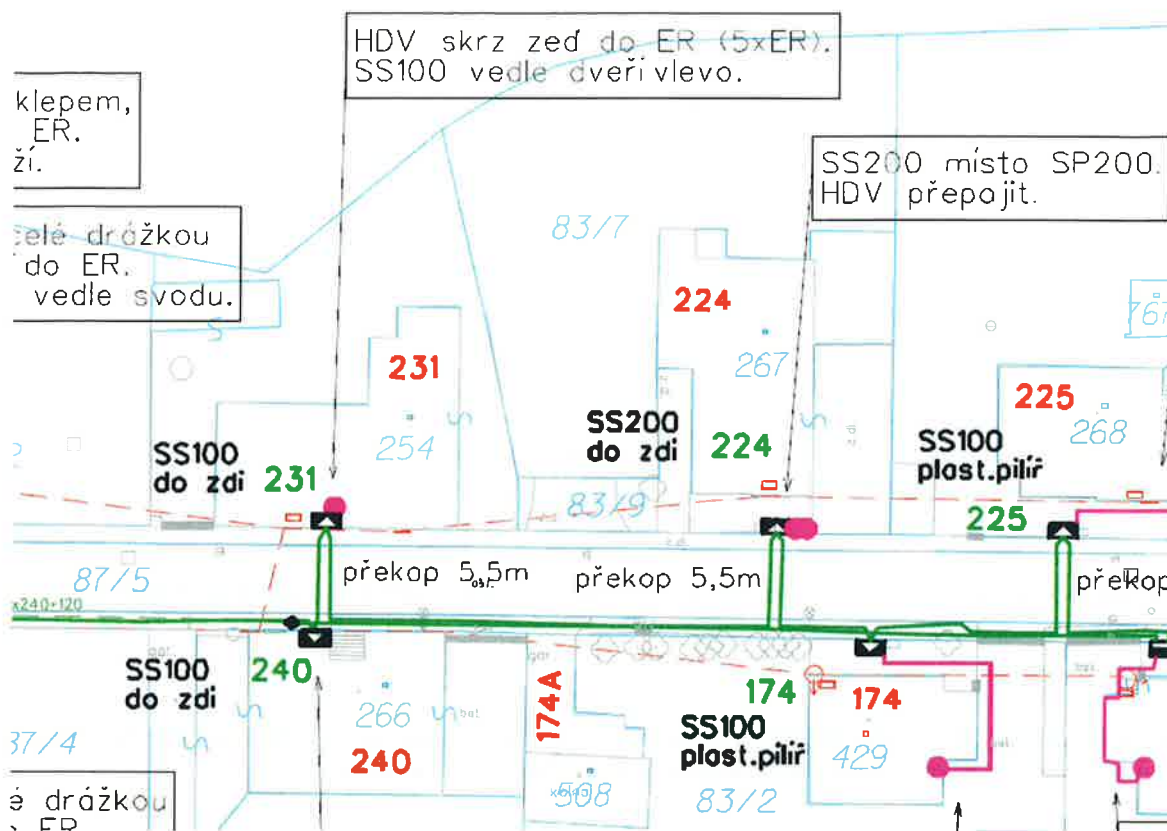 HDV skrz zeď do ER (5xER).
SS100 vedle dveří vlevo.
klepem,
ER.
ží.
SS200 místo SP200.
HDV přepojit.
celé drážkou
do ER.
vedle svodu.
83/7
224
267
231
254
225
268
767
SS100
do zdi
231
SS200
do zdi
224
SS100
plast.pilíř
225
83/9
87/5
překop 5,5m
překop 5,5m
překop
x240+120
SS100
do zdi
240
266
240
174A
174
174
SS100
plast.pilíř
429
37/4
508
83/2
é drážkou
ER